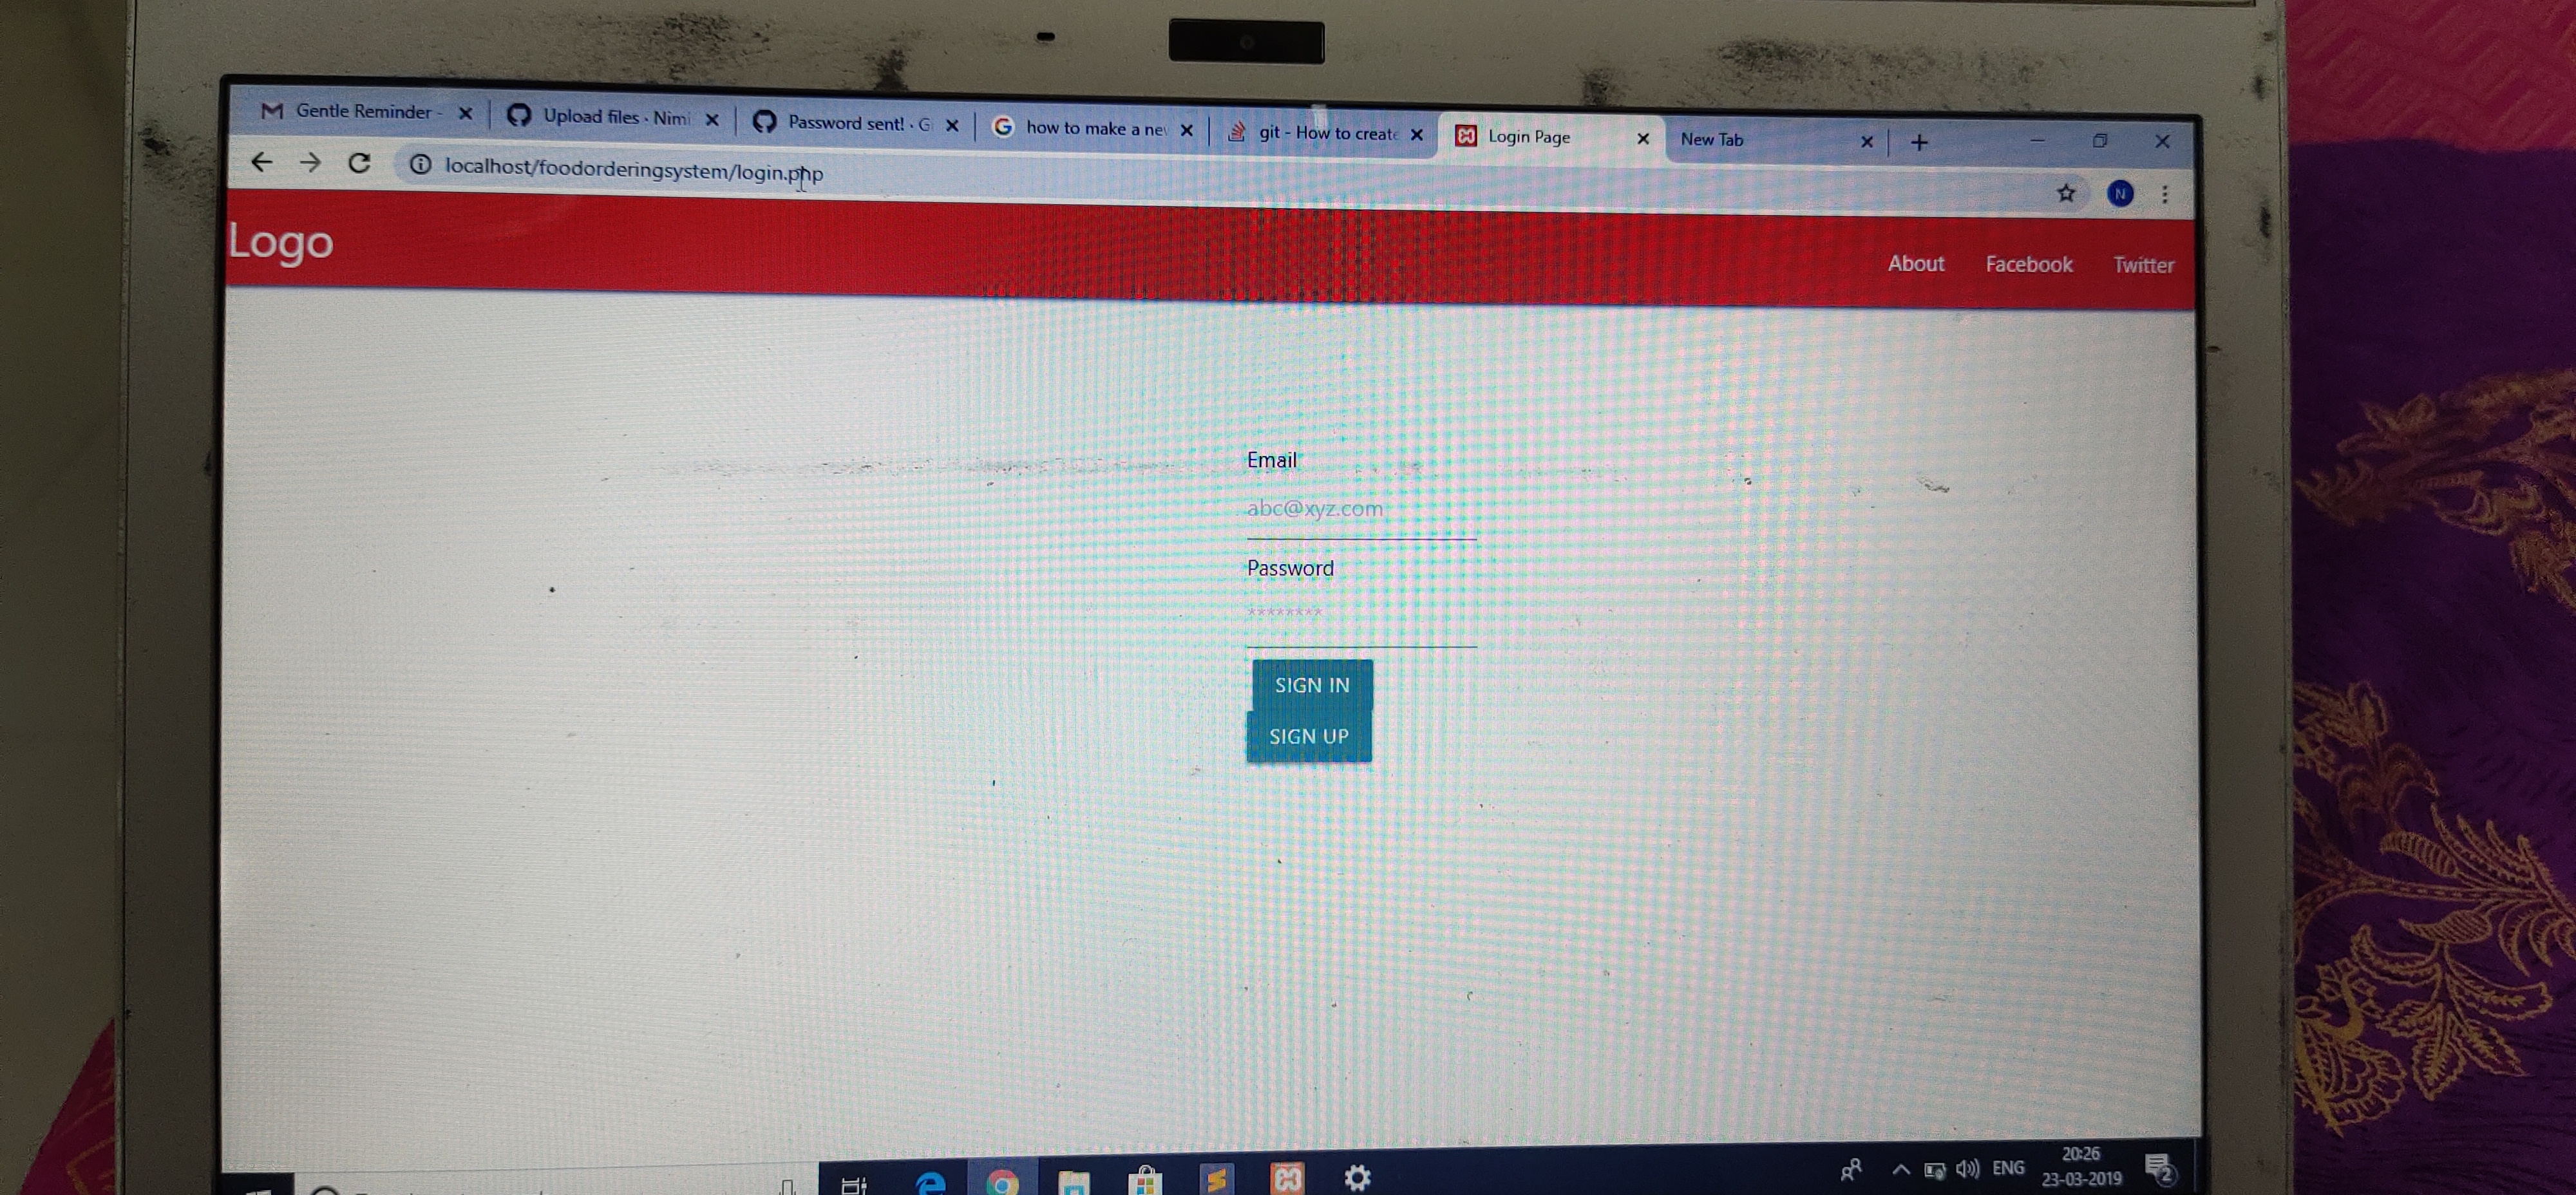 Gentle Reminder -
Upload files · Nimi
Password sent! · G
how to make a nev
git - How to create
Login Page
New Tab
localhost/foodorderingsystem/login.php
N
Logo
About
Facebook
Twitter
Email
abc@xyz.com
Password
********
SIGN IN
SIGN UP
ENG
20:26
23-03-2019
2